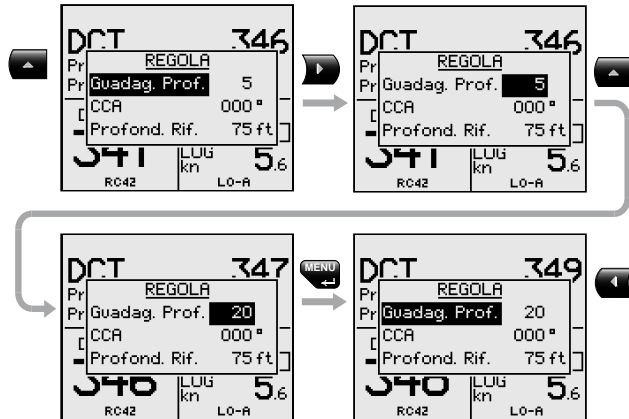 DCT 346
REGOLA
Pr
Pr Guadag. Prof. 5
CCA 000°
Profond. Rif. 75 ft
LOG
kn 5.6
RC42 LO-A
DCT 346
REGOLA
Pr
Pr Guadag. Prof. 5
CCA 000°
Profond. Rif. 75 ft
LOG
kn 5.6
RC42 LO-A
DCT 347
REGOLA
Pr
Pr Guadag. Prof. 20
CCA 000°
Profond. Rif. 75 ft
LOG
kn 5.6
RC42 LO-A
MENU
DCT 349
REGOLA
Pr
Pr Guadag. Prof. 20
CCA 000°
Profond. Rif. 75 ft
LOG
kn 5.6
RC42 LO-A